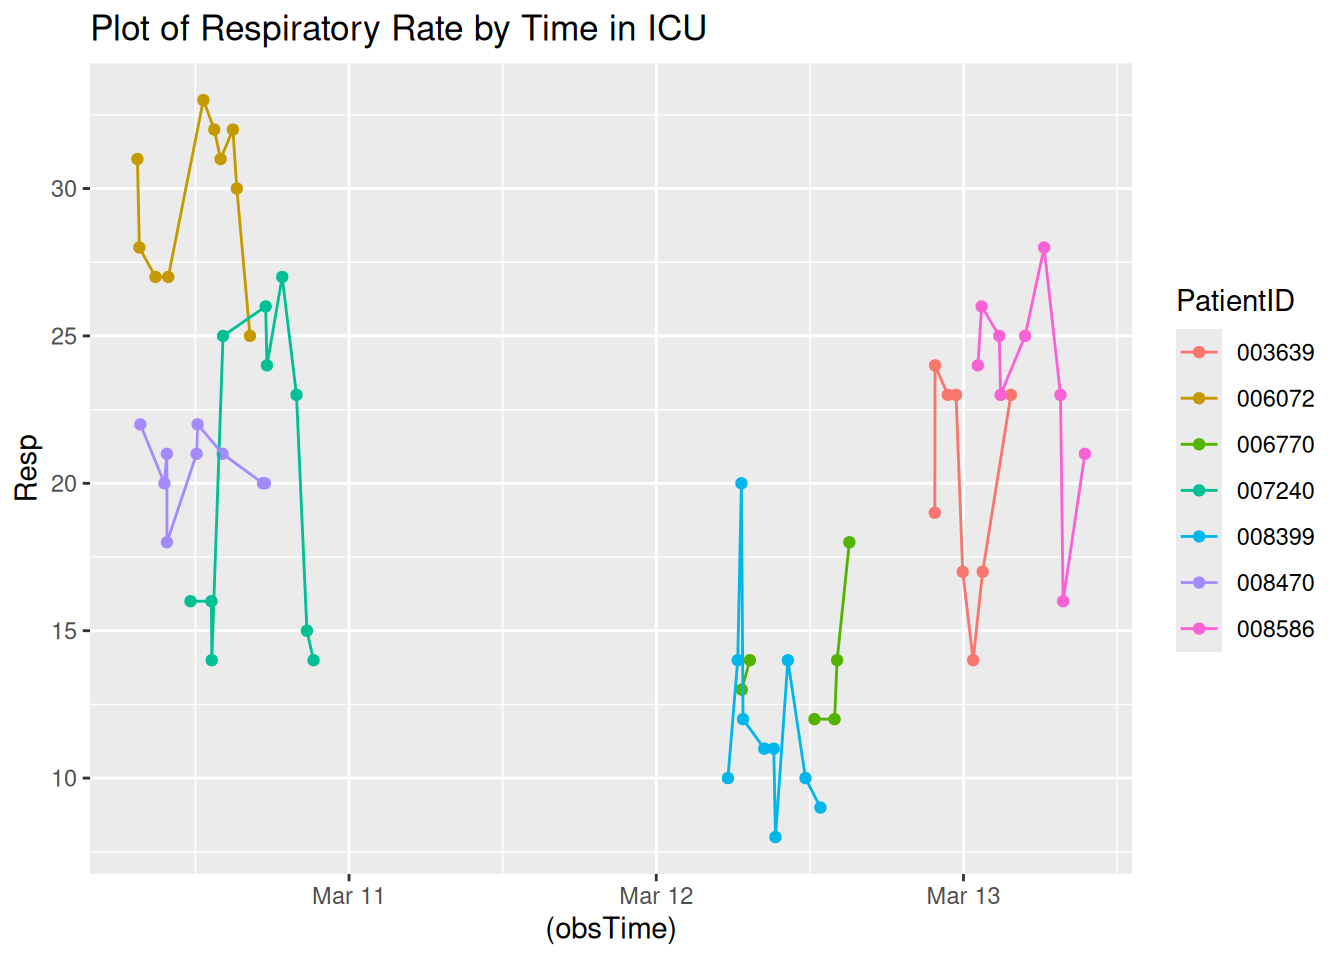 Plot of Respiratory Rate by Time in ICU
30
25
20
15
10
Resp
Mar 11
Mar 12
Mar 13
(obsTime)
PatientID
003639
006072
006770
007240
008399
008470
008586